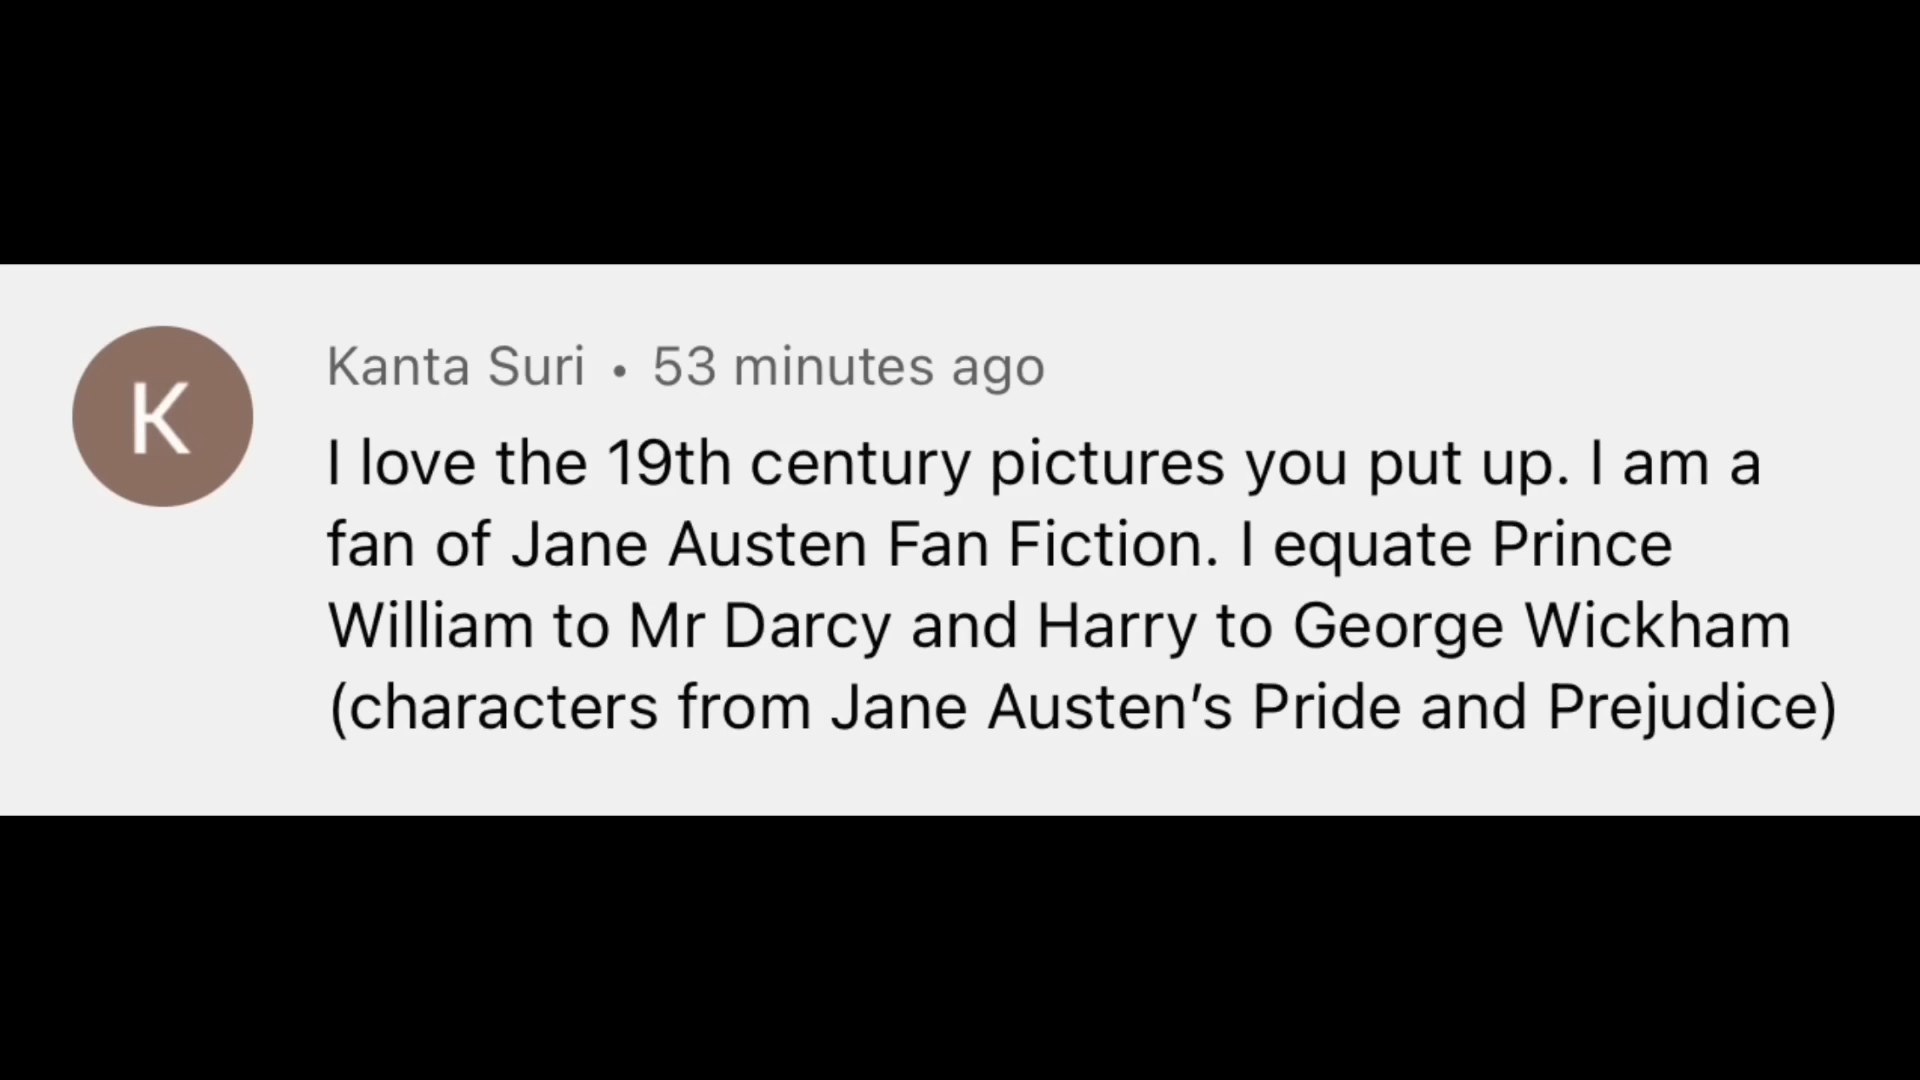 K
Kanta Suri • 53 minutes ago
I love the 19th century pictures you put up. I am a
fan of Jane Austen Fan Fiction. I equate Prince
William to Mr Darcy and Harry to George Wickham
(characters from Jane Austen’s Pride and Prejudice)